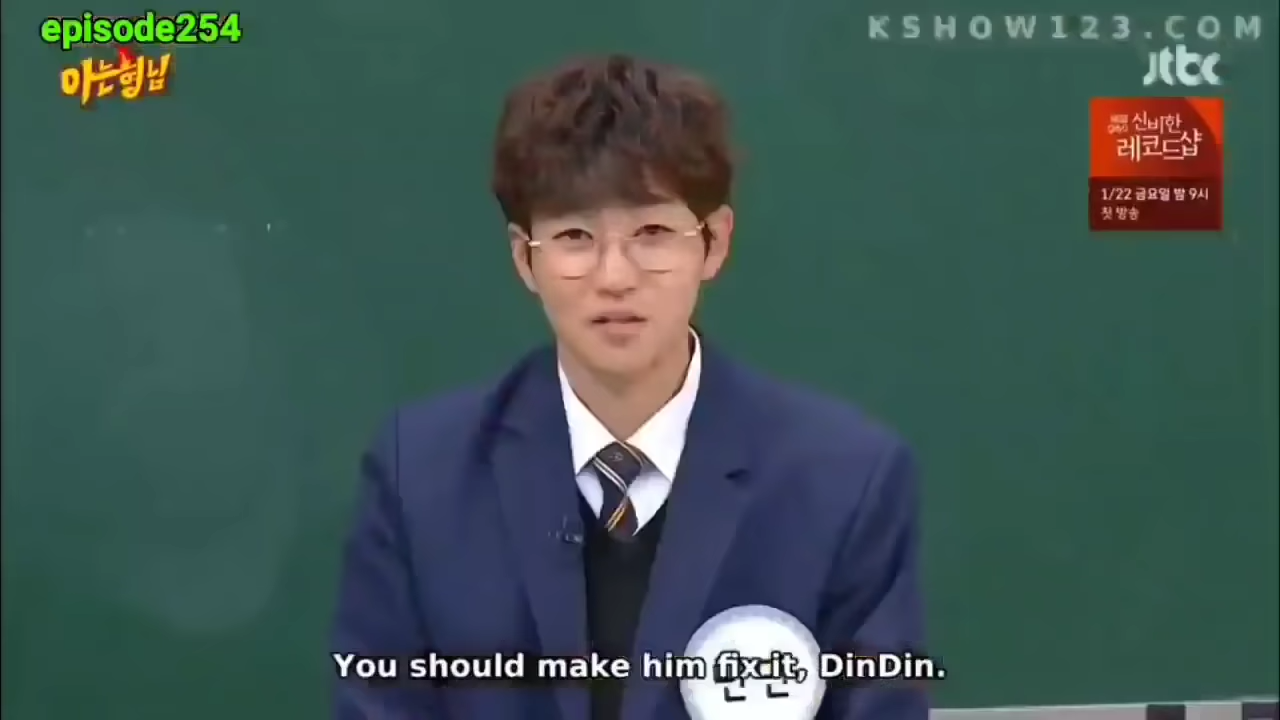 episode254
KSHOW123.COM
아는형님
jtbc
신비한
레코드샵
1/22 금요일 밤 9시
첫 방송
You should make him fix it, DinDin.